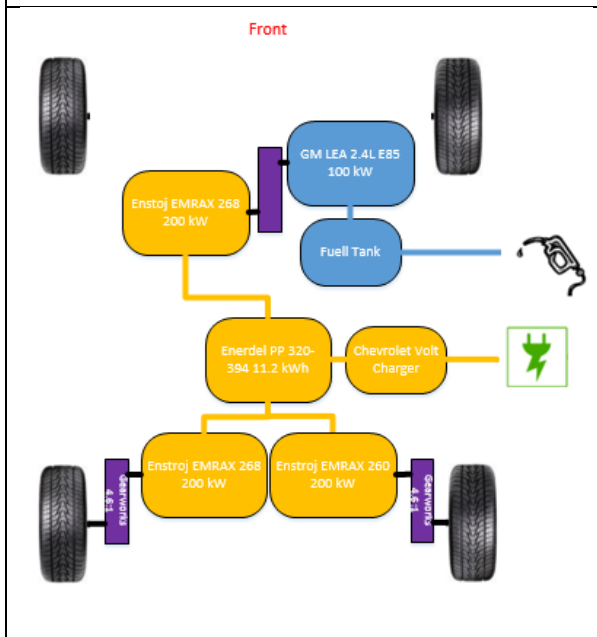 Front
GM LEA 2.4L E85
100 kW
Enstoj EMRAX 268
200 kW
Fuell Tank
Enerdel PP 320-
394 11.2 kWh
Chevrolet Volt
Charger
Enstroj EMRAX 268
200 kW
Enstroj EMRAX 260
200 kW
Gearworks
4.6:1
Gearworks
4.6:1